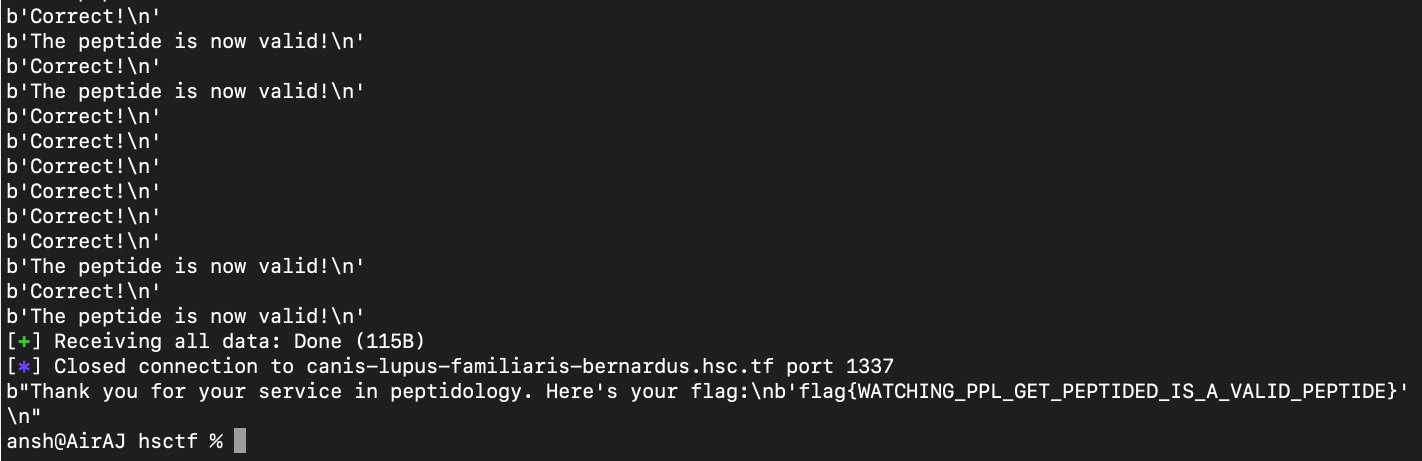 b'Correct!\n'
b'The peptide is now valid!\n'
b'Correct!\n'
b'The peptide is now valid!\n'
b'Correct!\n'
b'Correct!\n'
b'Correct!\n'
b'Correct!\n'
b'Correct!\n'
b'Correct!\n'
b'The peptide is now valid!\n'
b'Correct!\n'
b'The peptide is now valid!\n'
[+] Receiving all data: Done (115B)
[*] Closed connection to canis-lupus-familiaris-bernardus.hsc.tf port 1337
b"Thank you for your service in peptidology. Here's your flag:\nb'flag{WATCHING_PPL_GET_PEPTIDED_IS_A_VALID_PEPTIDE}'
\n"
ansh@AirAJ hsctf %